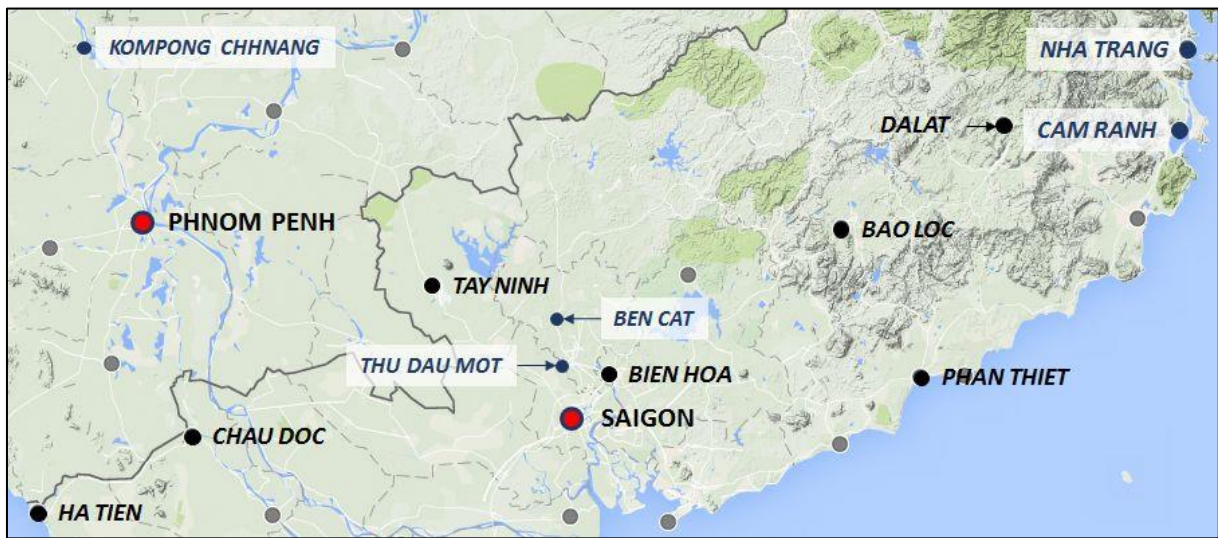 KOMPONG CHHNANG
NHA TRANG
DALAT
CAM RANH
PHNOM PENH
BAO LOC
TAY NINH
BEN CAT
THU DAU MOT
BIEN HOA
PHAN THIET
SAIGON
CHAU DOC
HA TIEN